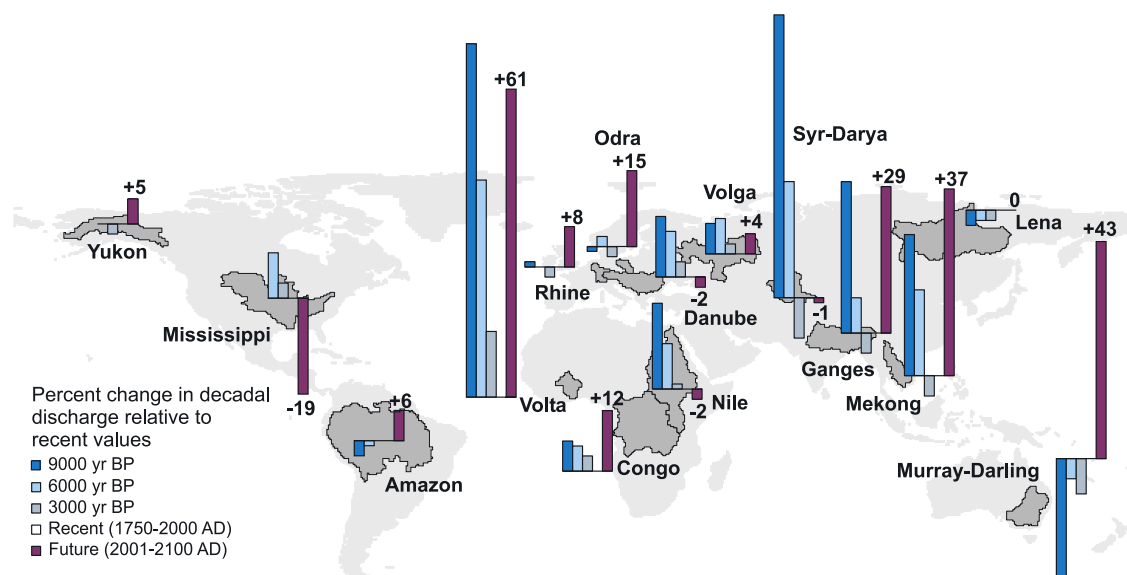 +61
Syr-Darya
Odra
+15
+5
Volga
+29
+37
0
Lena
+8
+4
+43
Yukon
Rhine
-2
-1
Danube
Mississippi
Ganges
Mekong
Percent change in decadal
discharge relative to
recent values
9000 yr BP
6000 yr BP
3000 yr BP
Recent (1750-2000 AD)
Future (2001-2100 AD)
-19
+6
Volta
+12
Nile
-2
Amazon
Congo
Murray-Darling